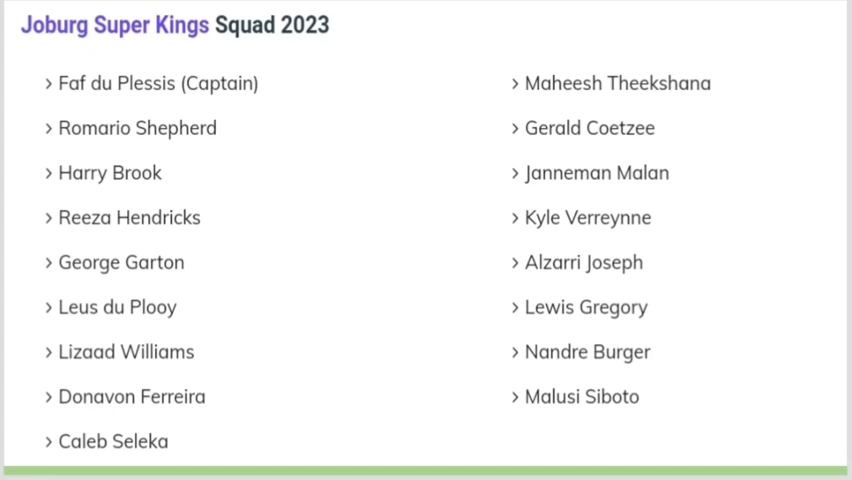 Joburg Super Kings Squad 2023
> Faf du Plessis (Captain)
> Romario Shepherd
> Harry Brook
> Reeza Hendricks
> George Garton
> Leus du Plooy
> Lizaad Williams
> Donavon Ferreira
> Caleb Seleka
> Maheesh Theekshana
> Gerald Coetzee
> Janneman Malan
> Kyle Verreynne
> Alzarri Joseph
> Lewis Gregory
> Nandre Burger
> Malusi Siboto